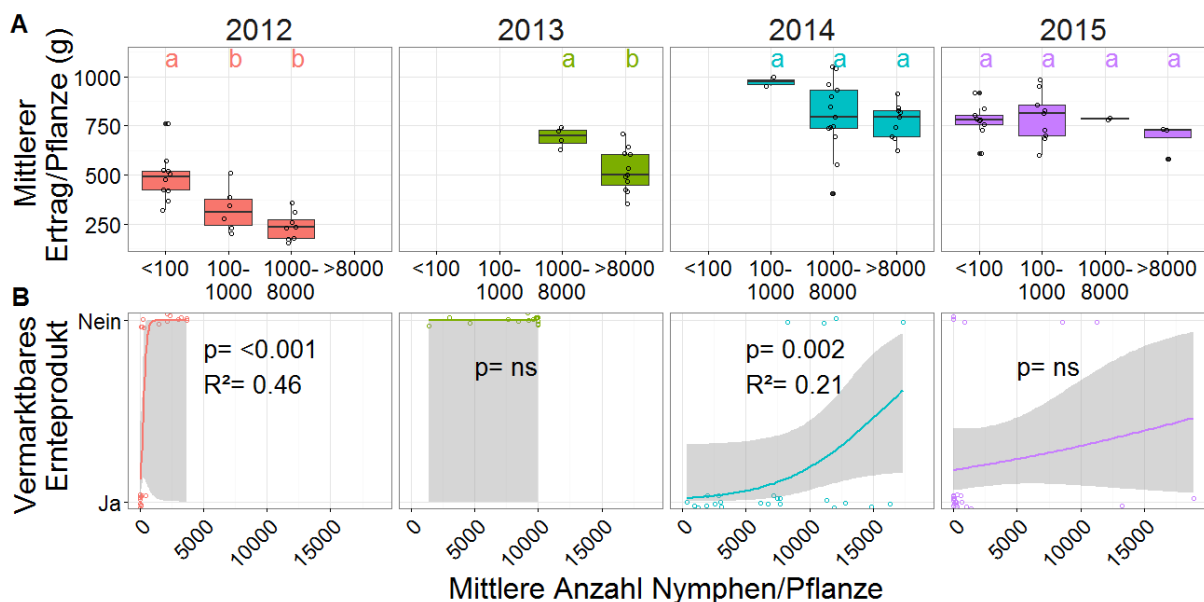 A
2012 2013 2014 2015
Mittlerer
Ertrag/Pflanze (g)
a b b a b a a a a a a a
1000
750
500
250
<100 100- 1000- >8000 <100 100- 1000- >8000 <100 100- 1000- >8000 <100 100- 1000- >8000
1000 8000 1000 8000 1000 8000 1000 8000
B
Vermarktbares
Ernteprodukt
Nein
Ja
p= <0.001
R²= 0.46
p= ns
p= 0.002
R²= 0.21
p= ns
0 5000 10000 15000 0 5000 10000 15000 0 5000 10000 15000 0 5000 10000 15000
Mittlere Anzahl Nymphen/Pflanze